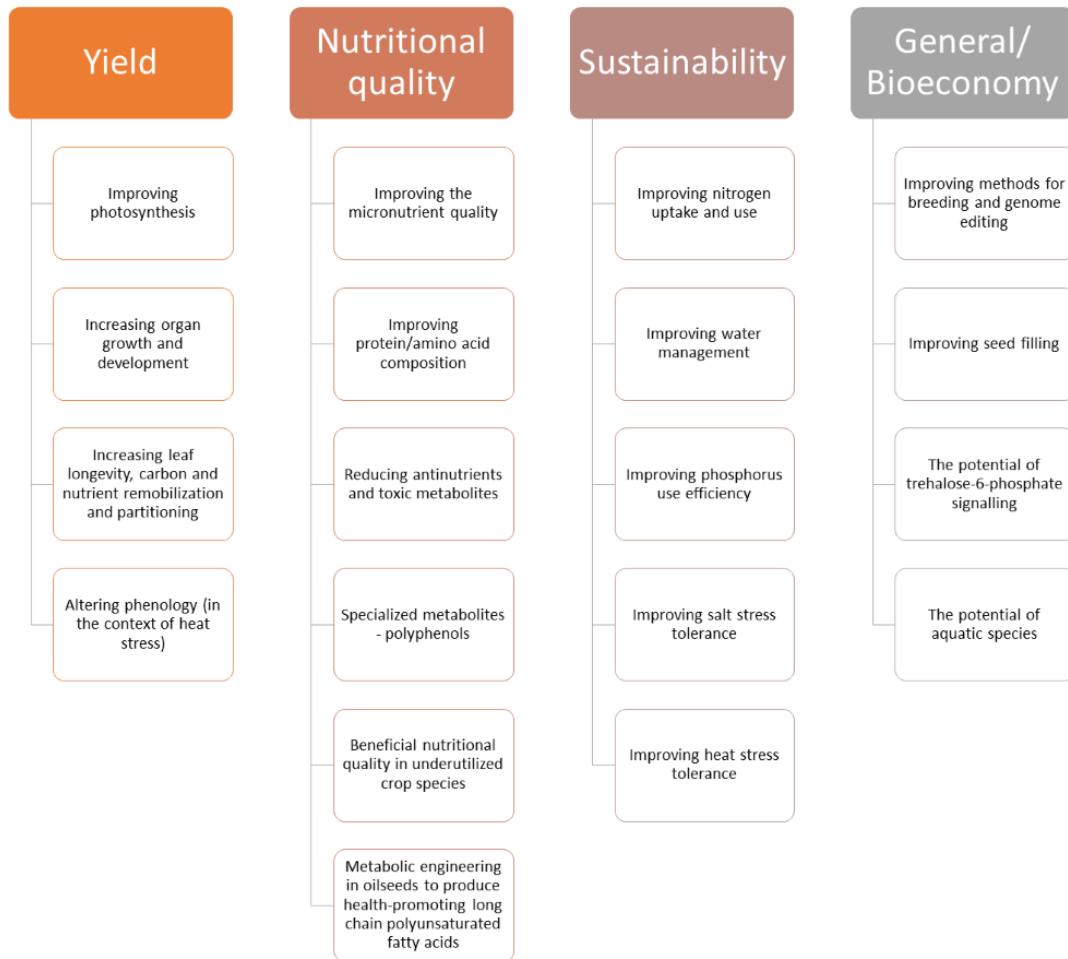 Yield
Improving
photosynthesis
Increasing organ
growth and
development
Increasing leaf
longevity, carbon and
nutrient remobilization
and partitioning
Altering phenology (in
the context of heat
stress)
Nutritional
quality
Improving the
micronutrient quality
Improving
protein/amino acid
composition
Reducing antinutrients
and toxic metabolites
Specialized metabolites
- polyphenols
Beneficial nutritional
quality in underutilized
crop species
Metabolic engineering
in oilseeds to produce
health-promoting long
chain polyunsaturated
fatty acids
Sustainability
Improving nitrogen
uptake and use
Improving water
management
Improving phosphorus
use efficiency
Improving salt stress
tolerance
Improving heat stress
tolerance
General/
Bioeconomy
Improving methods for
breeding and genome
editing
Improving seed filling
The potential of
trehalose-6-phosphate
signalling
The potential of
aquatic species